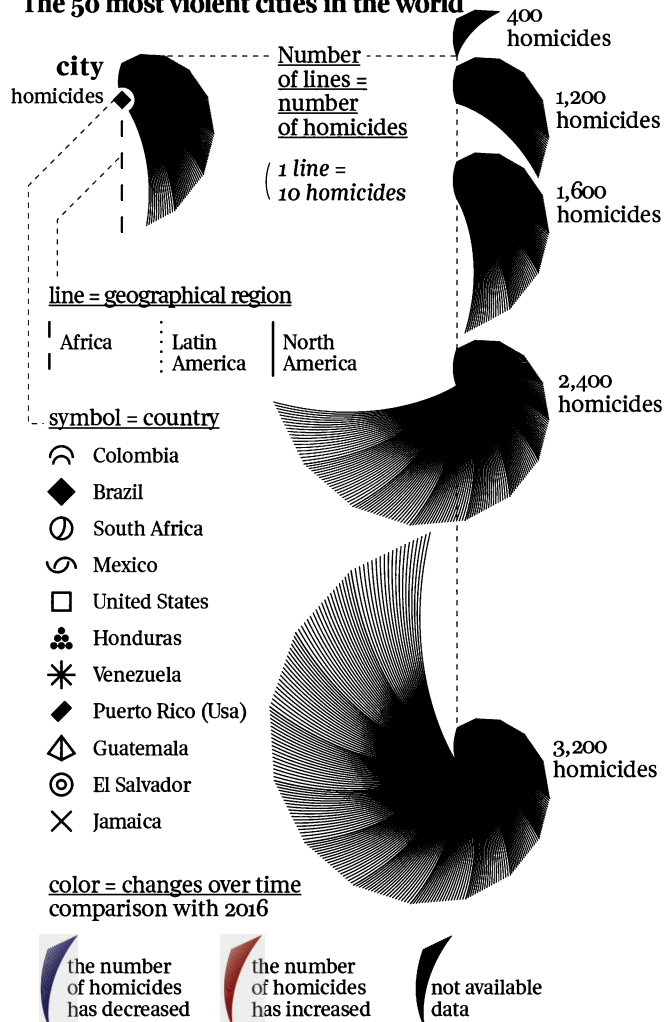 The 50 most violent cities in the world
city
homicides
Number
of lines =
number
of homicides
1 line =
10 homicides
400
homicides
1,200
homicides
1,600
homicides
2,400
homicides
3,200
homicides
line = geographical region
Africa
Latin
America
North
America
symbol = country
Colombia
Brazil
South Africa
Mexico
United States
Honduras
Venezuela
Puerto Rico (Usa)
Guatemala
El Salvador
Jamaica
color = changes over time
comparison with 2016
the number
of homicides
has decreased
the number
of homicides
has increased
not available
data